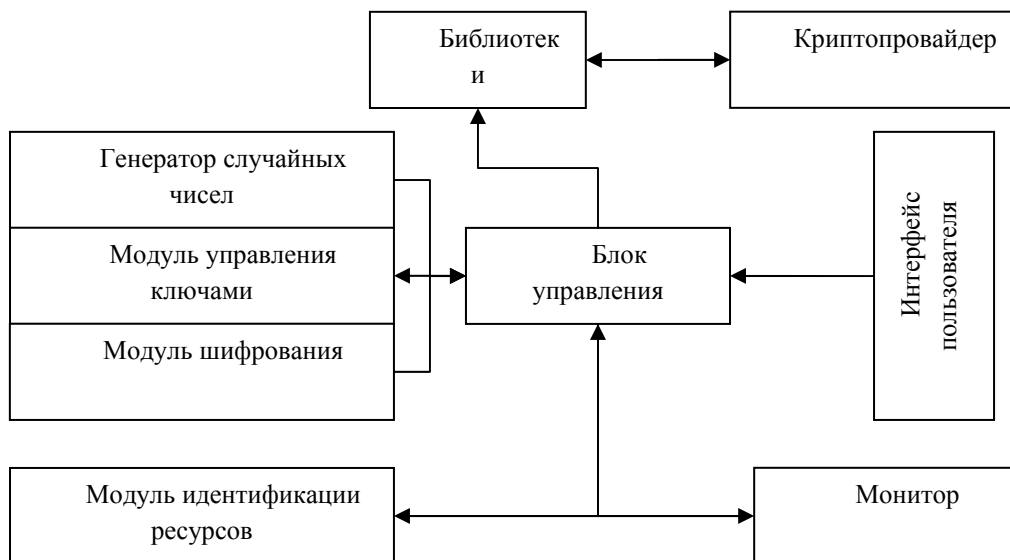 Библиотек
и
Криптопровайдер
Генератор случайных
чисел
Модуль управления
ключами
Блок
управления
Интерфейс
пользователя
Модуль шифрования
Модуль идентификации
ресурсов
Монитор